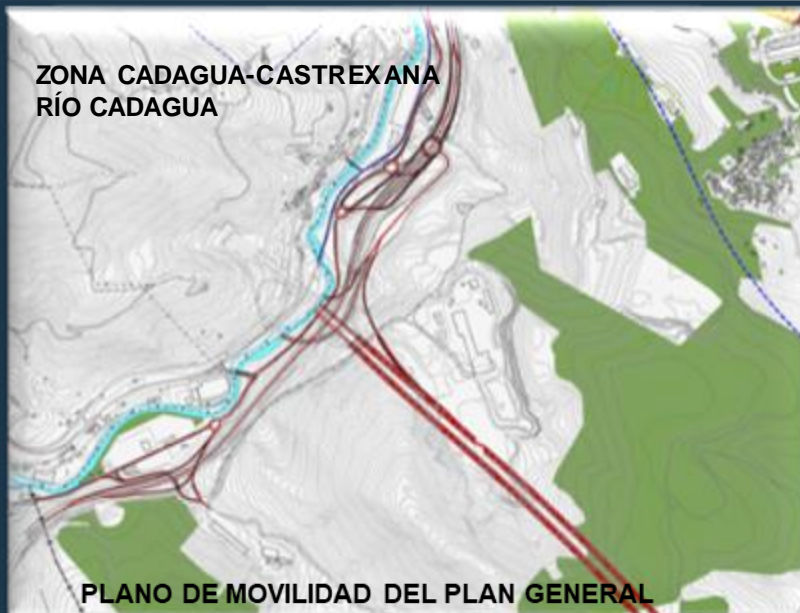 ZONA CADAGUA-CASTREXANA
RÍO CADAGUA
PLANO DE MOVILIDAD DEL PLAN GENERAL